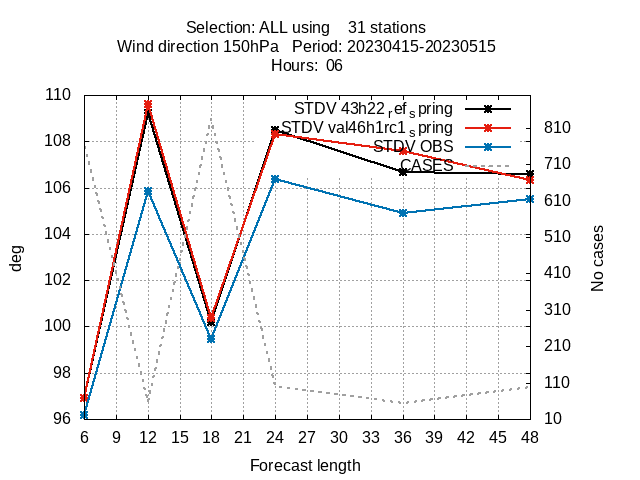 Selection: ALL using 31 stations
Wind direction 150hPa Period: 20230415-20230515
Hours: 06
STDV 43h22refspring
STDV val46h1rc1spring
STDV OBS
CASES
110
108
106
104
102
100
98
96
810
710
610
510
410
310
210
110
10
deg
No cases
6 9 12 15 18 21 24 27 30 33 36 39 42 45 48
Forecast length